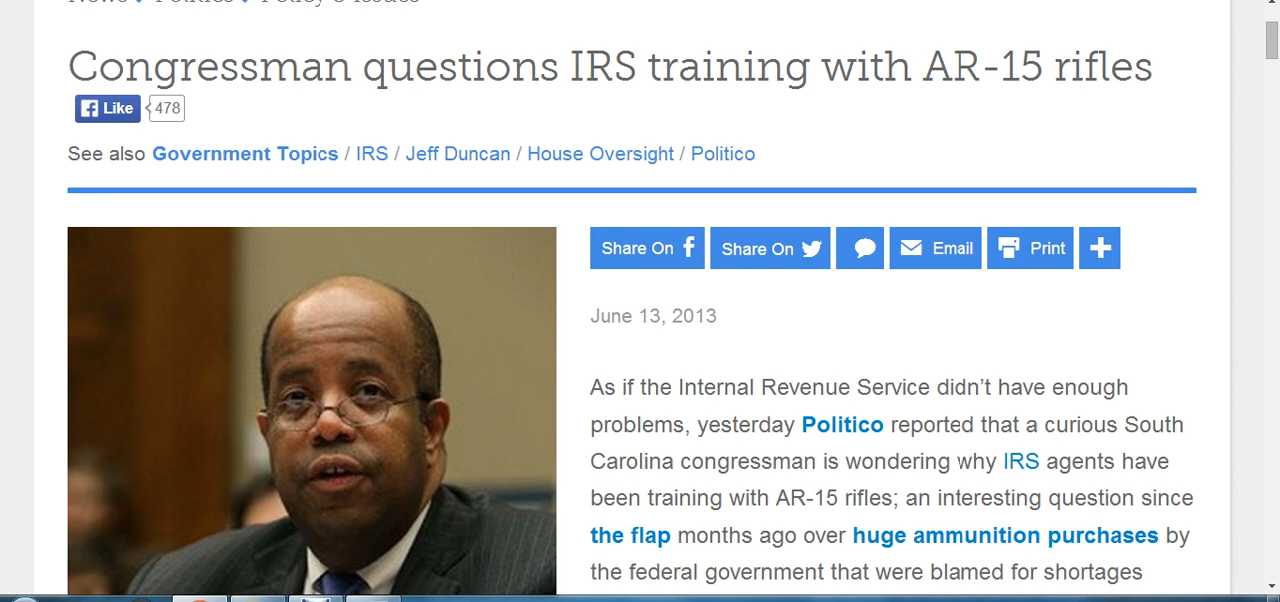 Congressman questions IRS training with AR-15 rifles
Like 478
See also Government Topics / IRS / Jeff Duncan / House Oversight / Politico
Share On Share On Email Print
June 13, 2013
As if the Internal Revenue Service didn't have enough
problems, yesterday Politico reported that a curious South
Carolina congressman is wondering why IRS agents have
been training with AR-15 rifles; an interesting question since
the flap months ago over huge ammunition purchases by
the federal government that were blamed for shortages